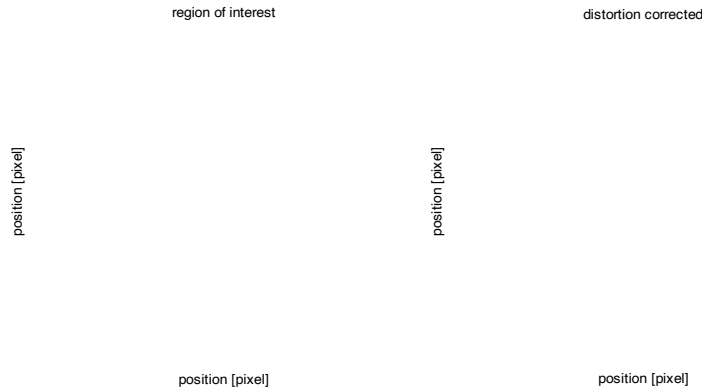 region of interest
distortion corrected
position [pixel]
position [pixel]
position [pixel]
position [pixel]